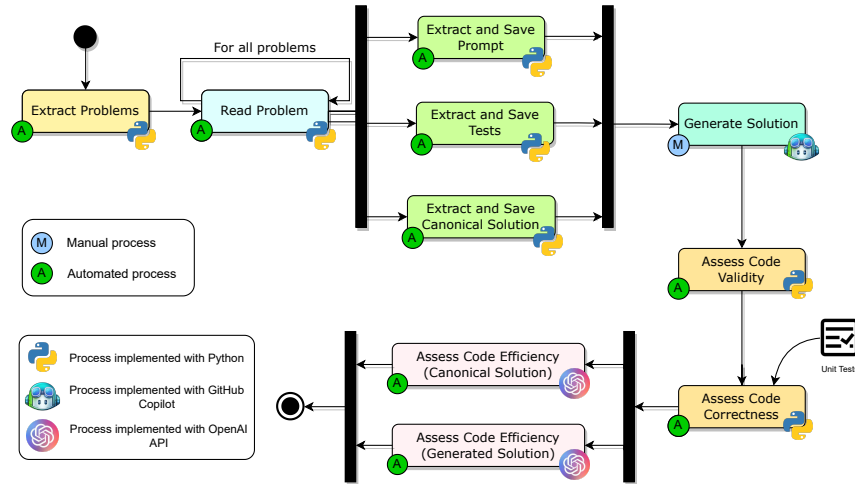 For all problems
Extract Problems
A
Read Problem
A
Extract and Save
Prompt
A
Extract and Save
Tests
A
Extract and Save
Canonical Solution
A
Generate Solution
M
M
Manual process
A
Automated process
Assess Code
Validity
A
Unit Tests
Process implemented with Python
Process implemented with GitHub
Copilot
Process implemented with OpenAI
API
Assess Code Efficiency
(Canonical Solution)
A
Assess Code Efficiency
(Generated Solution)
A
Assess Code
Correctness
A